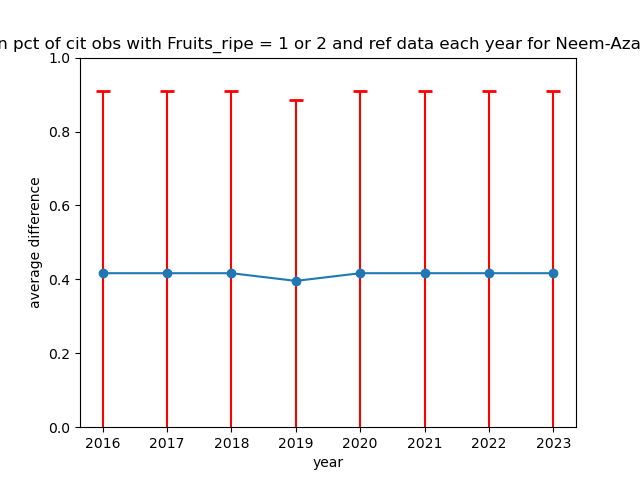 n pct of cit obs with Fruits_ripe = 1 or 2 and ref data each year for Neem-Aza
1.0
0.8
0.6
0.4
0.2
0.0
average difference
2016 2017 2018 2019 2020 2021 2022 2023
year